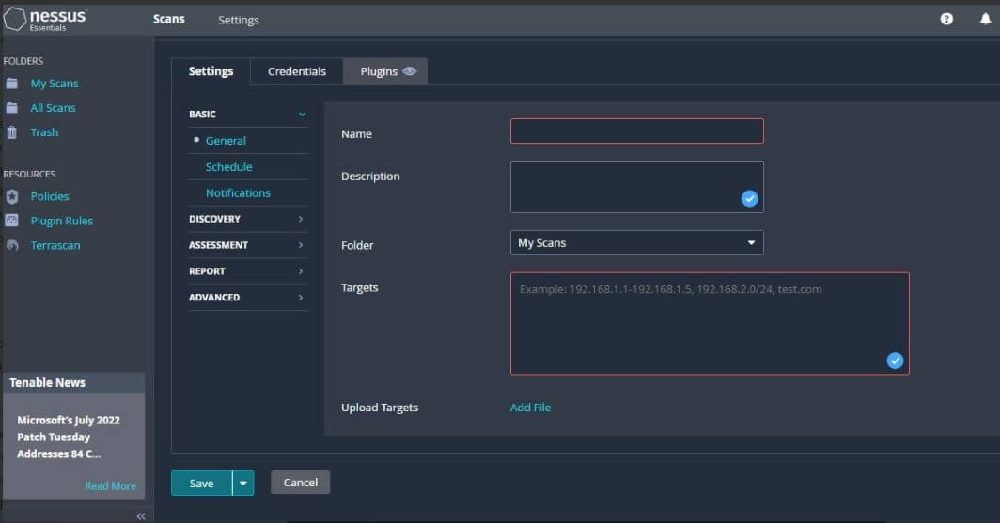 nessus
Essentials
Scans
Settings
FOLDERS
My Scans
All Scans
Trash
RESOURCES
Policies
Plugin Rules
Terrascan
Tenable News
Microsoft's July 2022
Patch Tuesday
Addresses 84 C...
Read More
Settings
Credentials
Plugins
BASIC
General
Schedule
Notifications
DISCOVERY
ASSESSMENT
REPORT
ADVANCED
Name
Description
Folder
My Scans
Targets
Example: 192.168.1.1-192.168.1.5, 192.168.2.0/24, test.com
Upload Targets
Add File
Save
Cancel